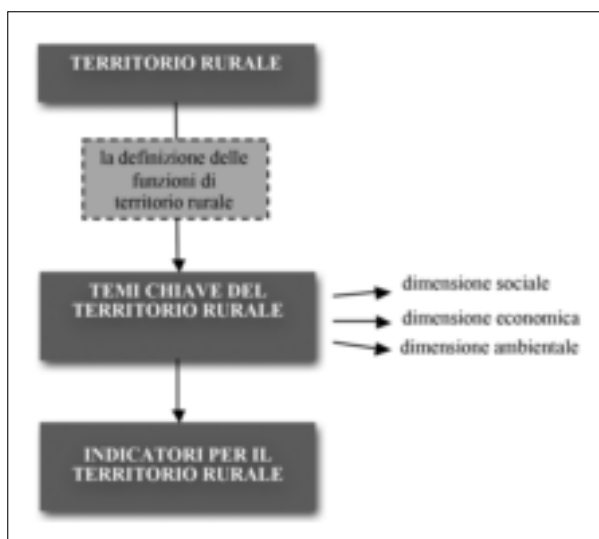 TERRITORIO RURALE
la definizione delle
funzioni di
territorio rurale
TEMI CHIAVE DEL
TERRITORIO RURALE
dimensione sociale
dimensione economica
dimensione ambientale
INDICATORI PER IL
TERRITORIO RURALE